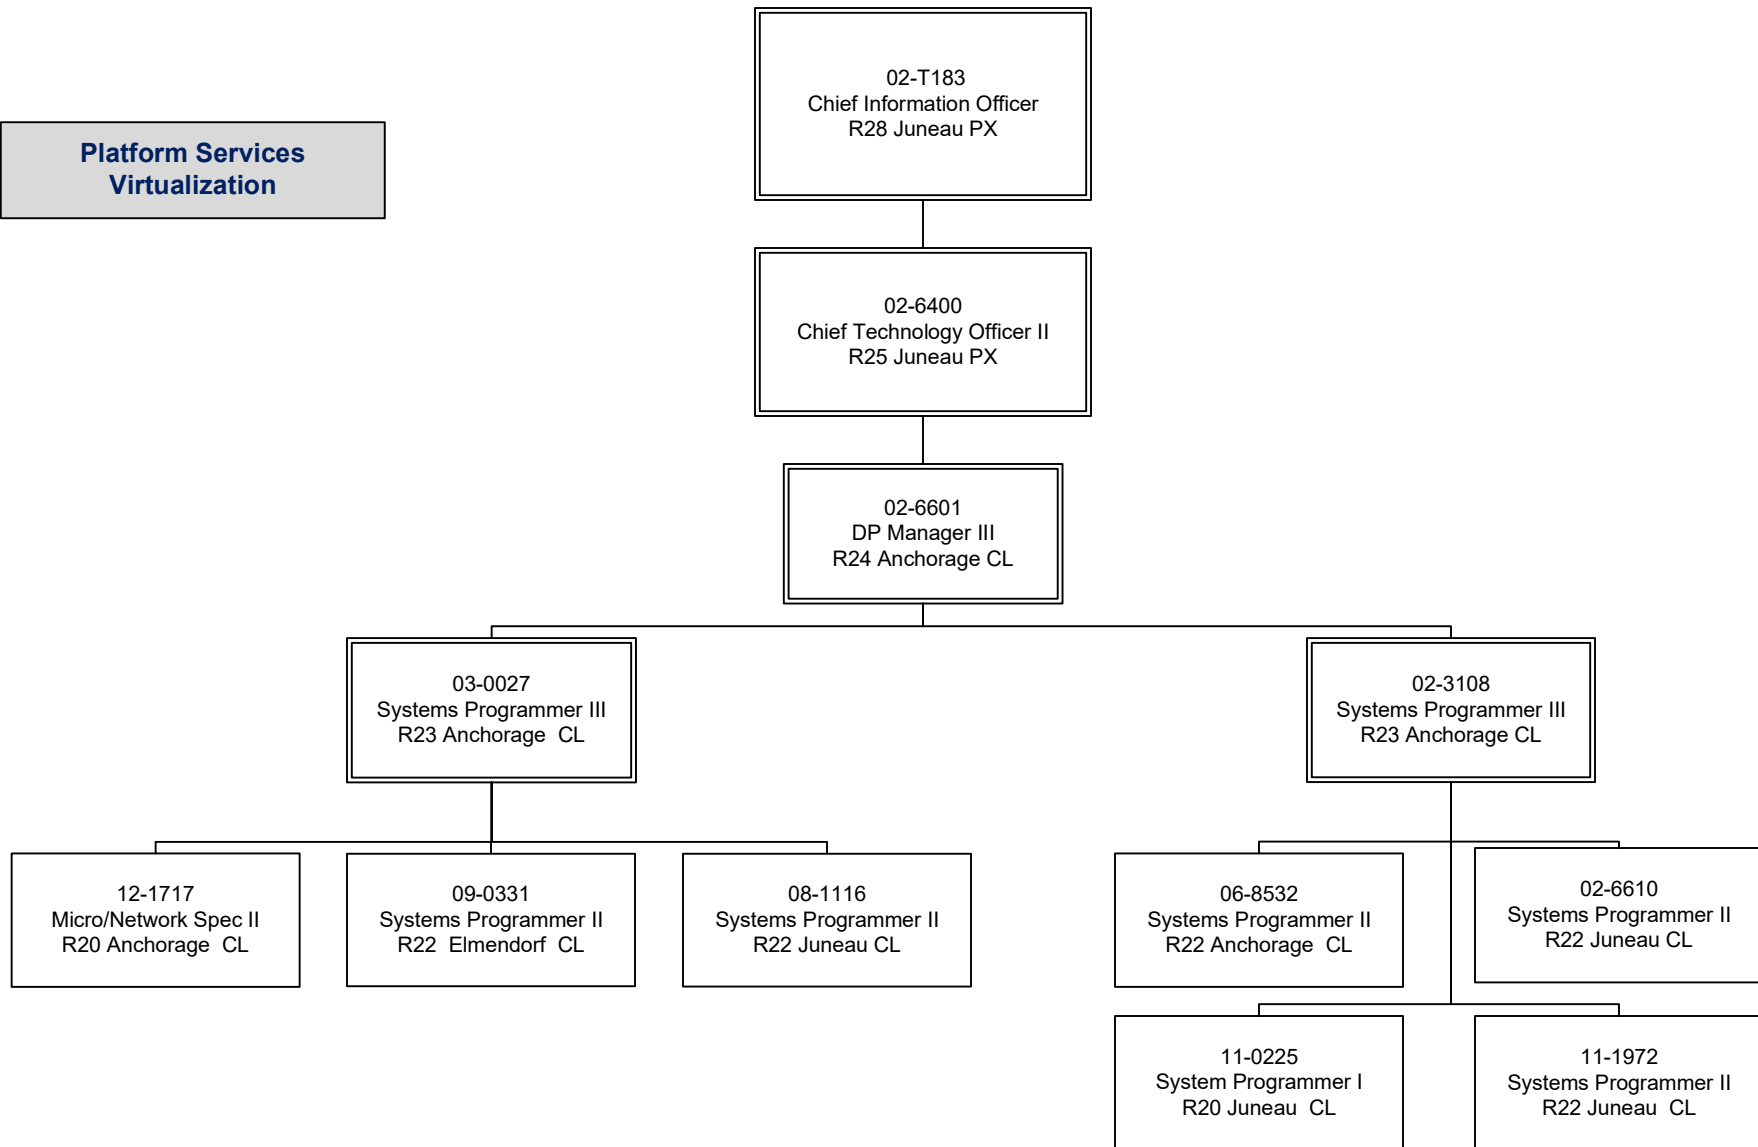 02-T183
Chief Information Officer
R28 Juneau PX
Platform Services
Virtualization
02-6400
Chief Technology Officer II
R25 Juneau PX
02-6601
DP Manager III
R24 Anchorage CL
03-0027
Systems Programmer III
R23 Anchorage  CL
02-3108
Systems Programmer III
R23 Anchorage CL
12-1717
Micro/Network Spec II
R20 Anchorage  CL
09-0331
Systems Programmer II
R22  Elmendorf  CL
08-1116
Systems Programmer II
R22 Juneau CL
06-8532
Systems Programmer II
R22 Anchorage  CL
02-6610
Systems Programmer II
R22 Juneau CL
11-0225
System Programmer I
R20 Juneau  CL
11-1972
Systems Programmer II
R22 Juneau  CL